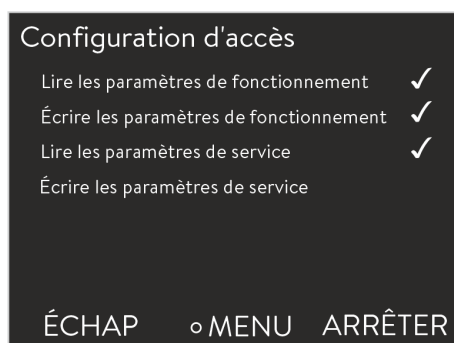 Configuration d'accès
Lire les paramètres de fonctionnement ✓
Écrire les paramètres de fonctionnement ✓
Lire les paramètres de service ✓
Écrire les paramètres de service
ÉCHAP MENU ARRÊTER